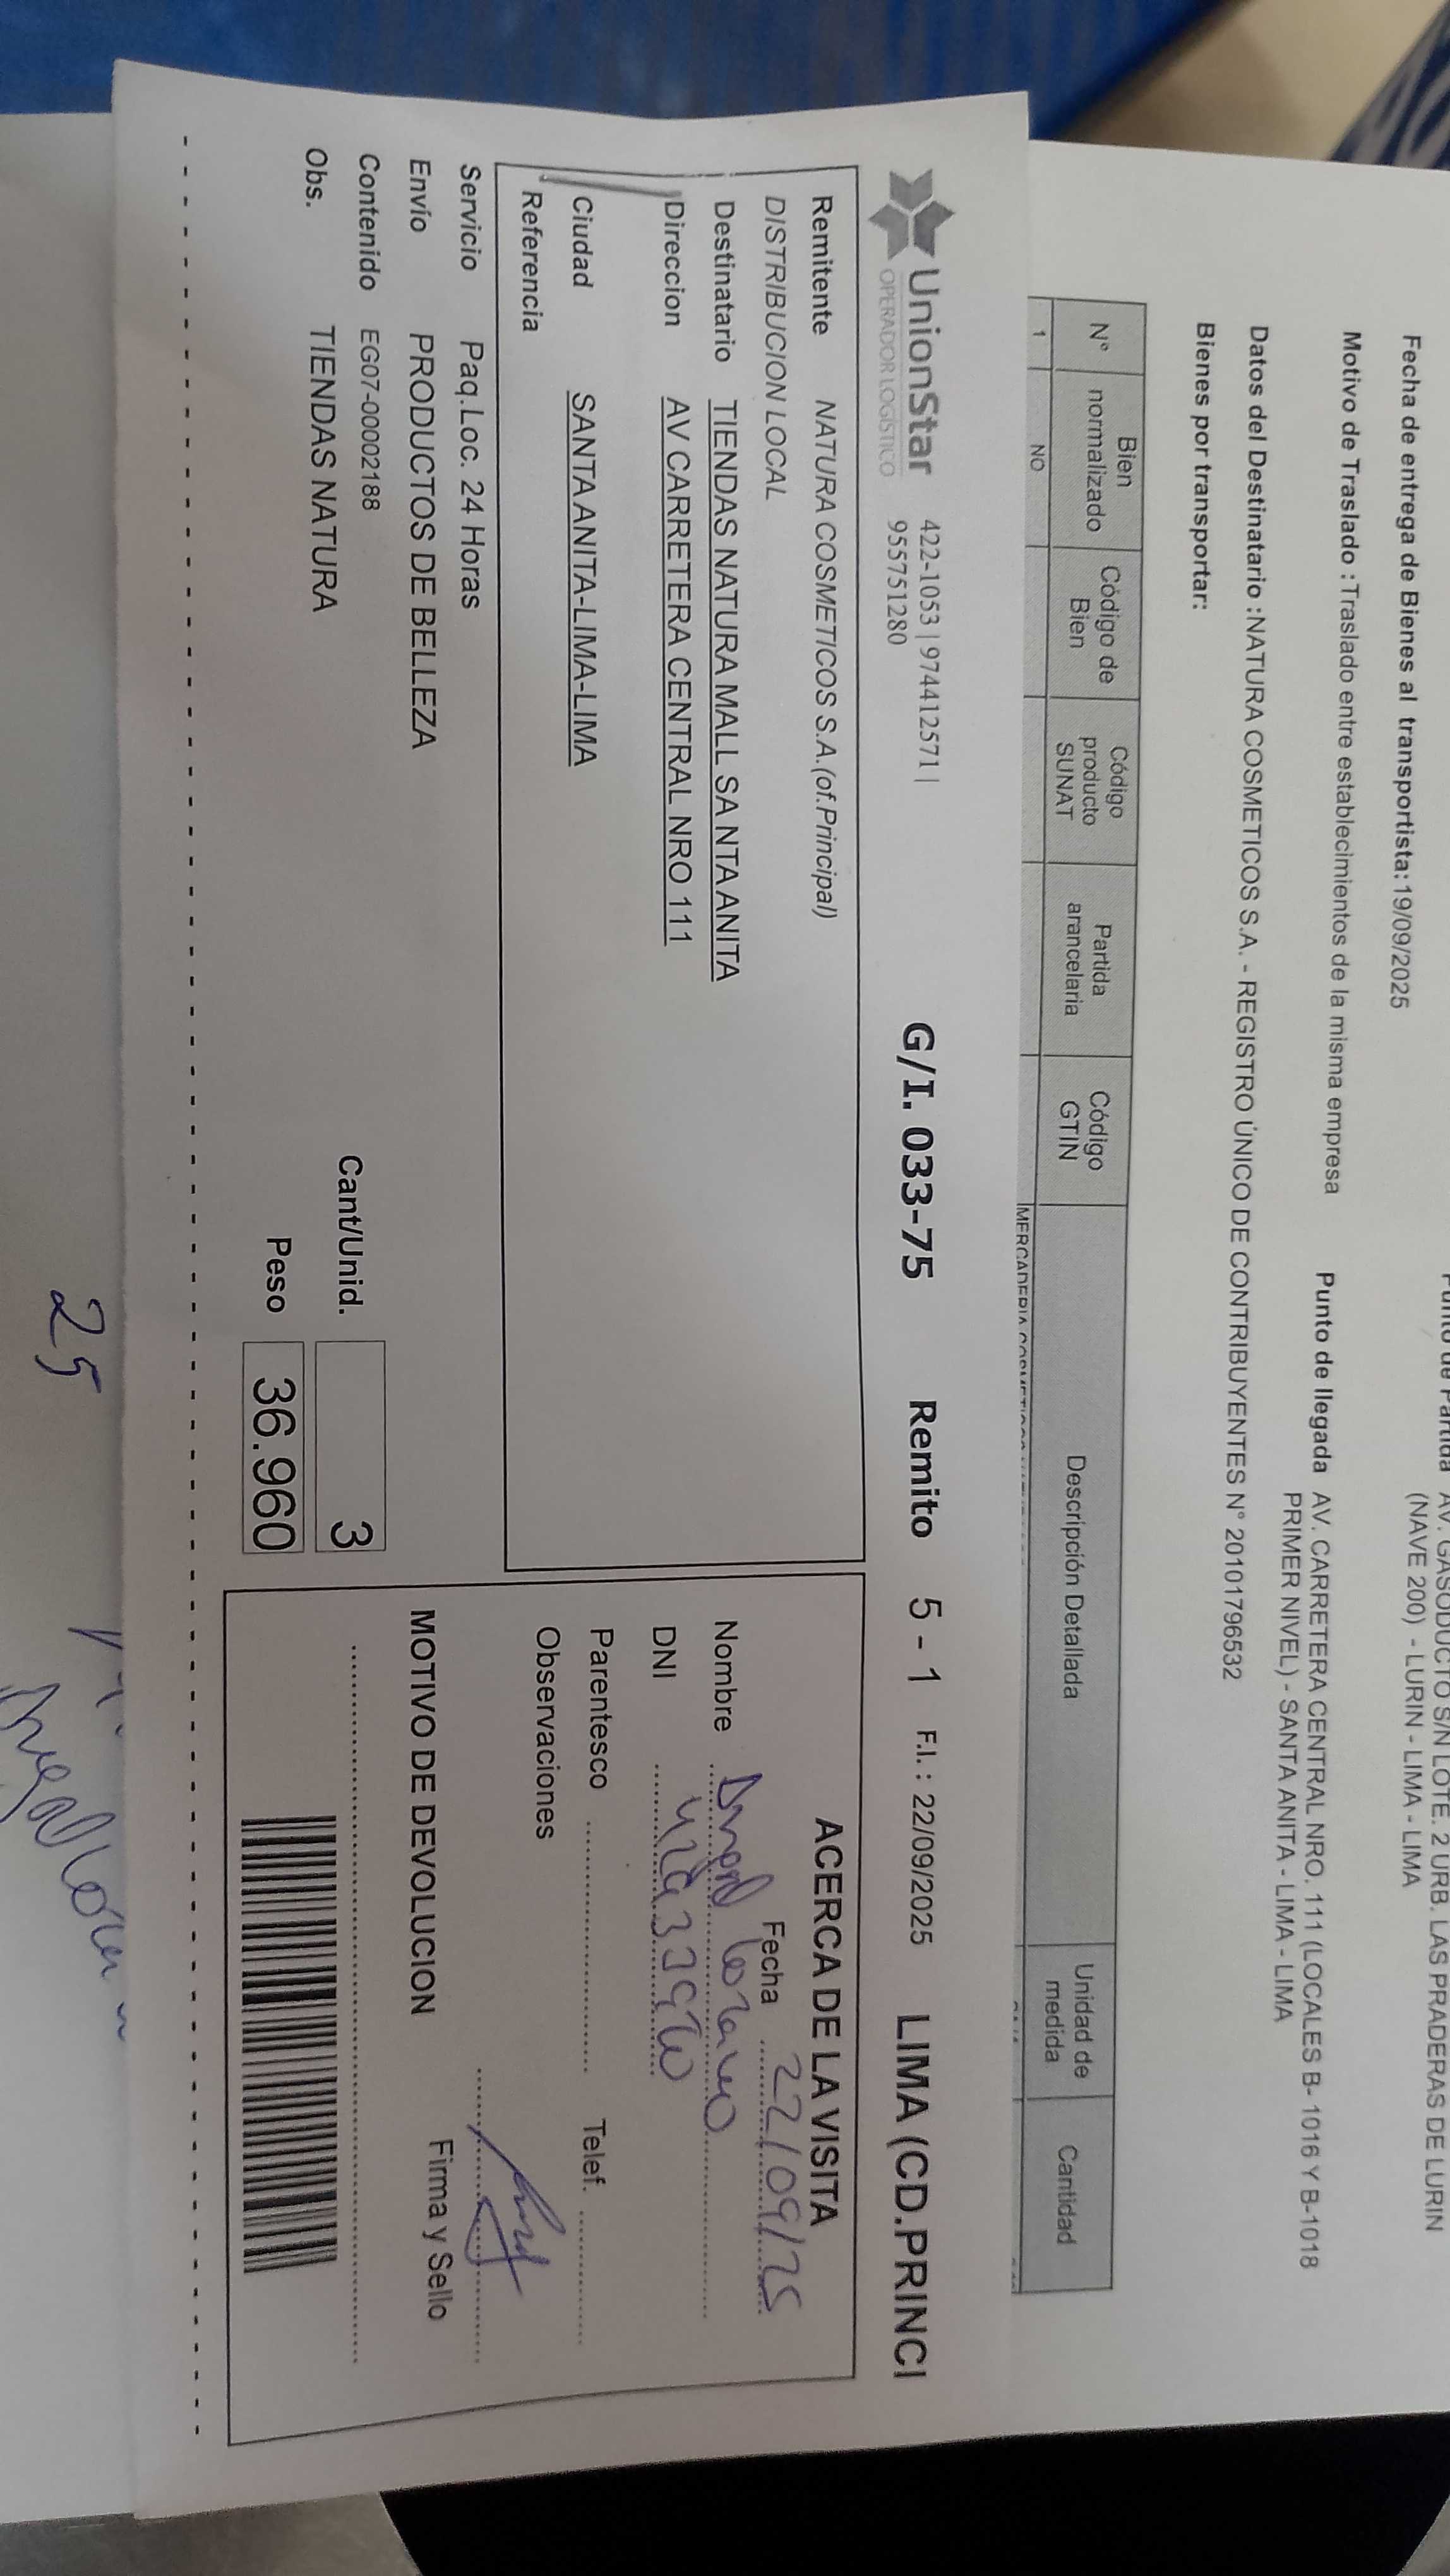 Punto de Partida AV. GASODUCTO S/N LOTE. 2 URB. LAS PRADERAS DE LURIN
(NAVE 200) - LURIN - LIMA - LIMA
Fecha de entrega de Bienes al transportista:19/09/2025
Motivo de Traslado :Traslado entre establecimientos de la misma empresa
Punto de llegada AV. CARRETERA CENTRAL NRO. 111 (LOCALES B- 1016 Y B-1018
PRIMER NIVEL) - SANTA ANITA - LIMA - LIMA
Datos del Destinatario :NATURA COSMETICOS S.A. - REGISTRO ÚNICO DE CONTRIBUYENTES N° 20101796532
Bienes por transportar:
N° Bien normalizado Código de Bien Código producto SUNAT Partida arancelaria Código GTIN Descripción Detallada Unidad de medida Cantidad
1 NO MERCADERIA
UnionStar
OPERADOR LOGÍSTICO
422-1053 | 974412571 |
955751280
G/I. 033-75 Remito 5 - 1 F.I. : 22/09/2025 LIMA (CD.PRINCI
Remitente NATURA COSMETICOS S.A.(of.Principal)
DISTRIBUCION LOCAL
Destinatario TIENDAS NATURA MALL SA NTA ANITA
Direccion AV CARRETERA CENTRAL NRO 111
Ciudad SANTA ANITA-LIMA-LIMA
Referencia
Servicio Paq.Loc. 24 Horas
Envío PRODUCTOS DE BELLEZA
Contenido EG07-00002188
Obs. TIENDAS NATURA
Cant/Unid. 3
Peso 36.960
ACERCA DE LA VISITA
Fecha 22/09/25
Nombre
DNI
Parentesco Telef.
Observaciones
MOTIVO DE DEVOLUCION
Firma y Sello
25